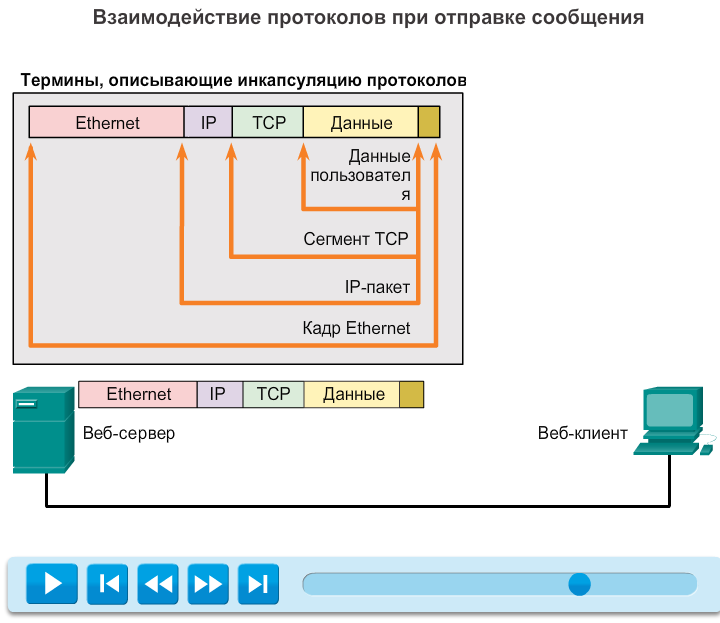 Взаимодействие протоколов при отправке сообщения
Термины, описывающие инкапсуляцию протоколов
Ethernet IP TCP Данные
Данные
пользовател
я
Сегмент TCP
IP-пакет
Кадр Ethernet
Ethernet IP TCP Данные
Веб-сервер
Веб-клиент